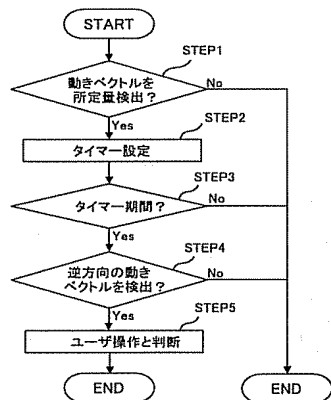 START
STEP1
動きベクトルを
所定量検出？
No
Yes
STEP2
タイマー設定
STEP3
タイマー期間？
No
Yes
STEP4
逆方向の動き
ベクトルを検出？
No
Yes
STEP5
ユーザ操作と判断
END
END